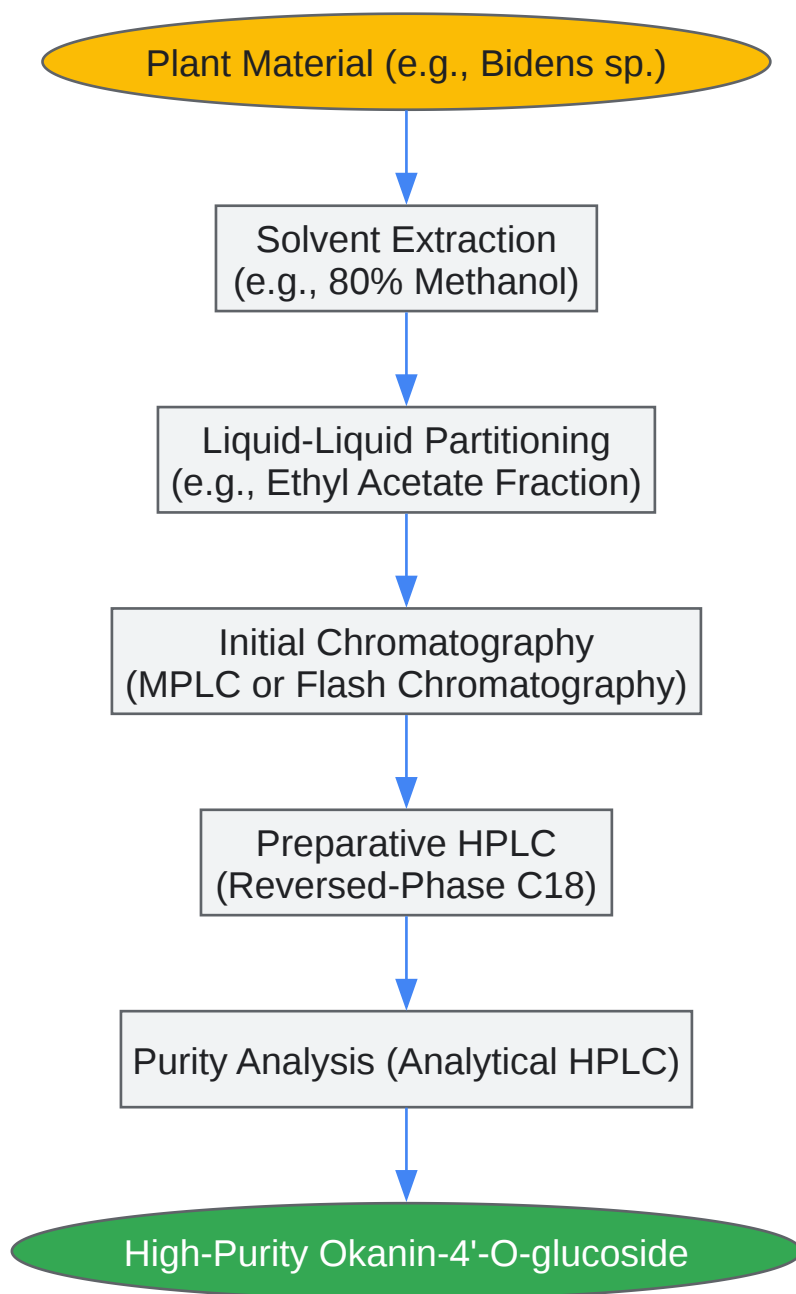 Plant Material (e.g., Bidens sp.)
Solvent Extraction
(e.g., 80% Methanol)
Liquid-Liquid Partitioning
(e.g., Ethyl Acetate Fraction)
Initial Chromatography
(MPLC or Flash Chromatography)
Preparative HPLC
(Reversed-Phase C18)
Purity Analysis (Analytical HPLC)
High-Purity Okanin-4'-O-glucoside